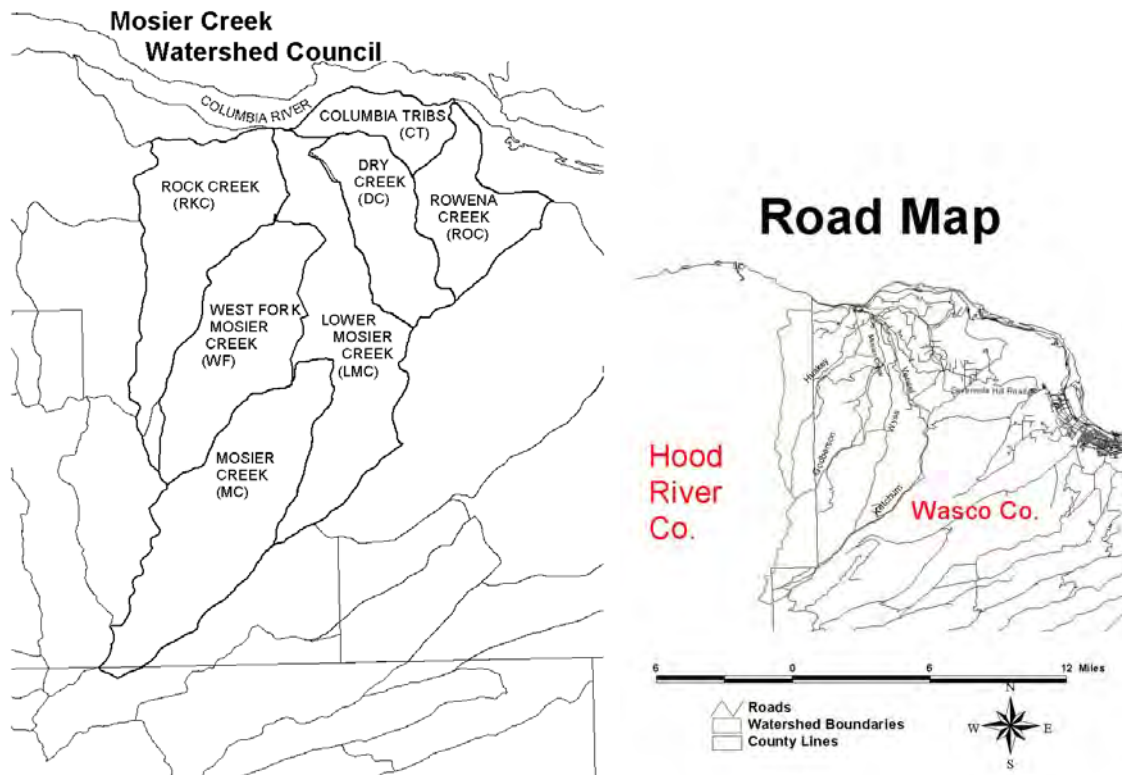 Mosier Creek
Watershed Council
COLUMBIA RIVER
COLUMBIA TRIBS
(CT)
ROCK CREEK
(RKC)
DRY
CREEK
(DC)
ROWENA
CREEK
(ROC)
WEST FORK
MOSIER
CREEK
(WF)
LOWER
MOSIER
CREEK
(LMC)
MOSIER
CREEK
(MC)
Road Map
Huskey
Wyss
Ketchum
Hood
River
Co.
Wasco Co.
6 0 6 12 Miles
Roads
Watershed Boundaries
County Lines
N
W E
S